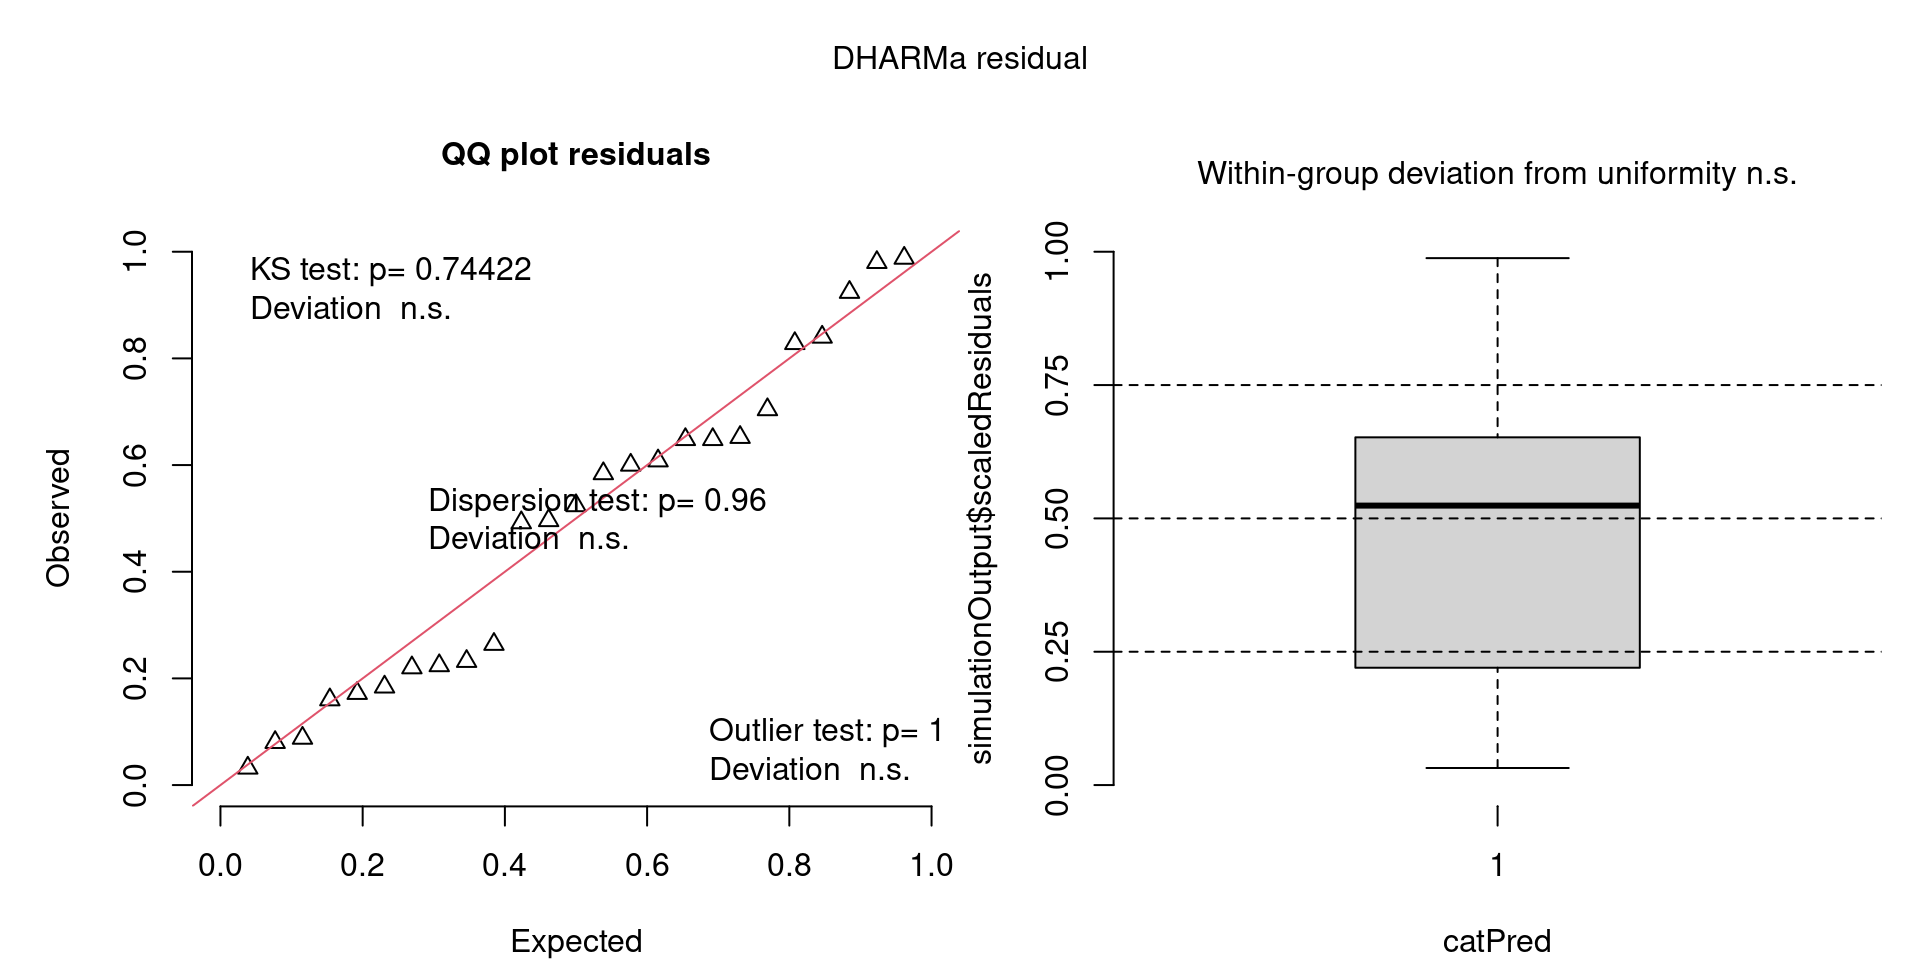 DHARMa residual
QQ plot residuals
KS test: p= 0.74422
Deviation  n.s.
Dispersion test: p= 0.96
Deviation  n.s.
Outlier test: p= 1
Deviation  n.s.
Observed
0.0
0.2
0.4
0.6
0.8
1.0
0.0
0.2
0.4
0.6
0.8
1.0
Expected
Within-group deviation from uniformity n.s.
simulationOutput$scaledResiduals
0.00
0.25
0.50
0.75
1.00
1
catPred